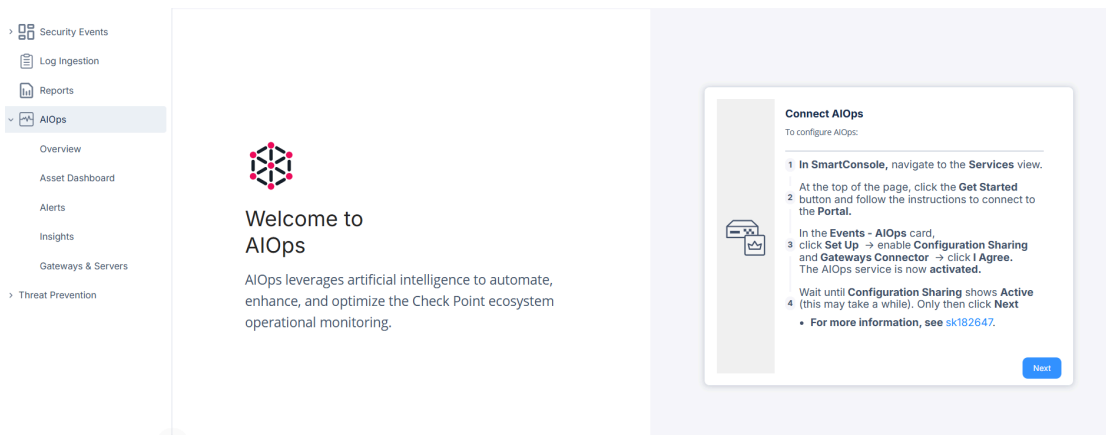 Security Events
Log Ingestion
Reports
AIOps
Overview
Asset Dashboard
Alerts
Insights
Gateways & Servers
Threat Prevention
Welcome to
AIOps
AIOps leverages artificial intelligence to automate,
enhance, and optimize the Check Point ecosystem
operational monitoring.
Connect AIOps
To configure AIOps:
1 In SmartConsole, navigate to the Services view.
2 At the top of the page, click the Get Started
button and follow the instructions to connect to
the Portal.
3 In the Events - AIOps card,
click Set Up → enable Configuration Sharing
and Gateways Connector → click I Agree.
The AIOps service is now activated.
4 Wait until Configuration Sharing shows Active
(this may take a while). Only then click Next
• For more information, see sk182647.
Next